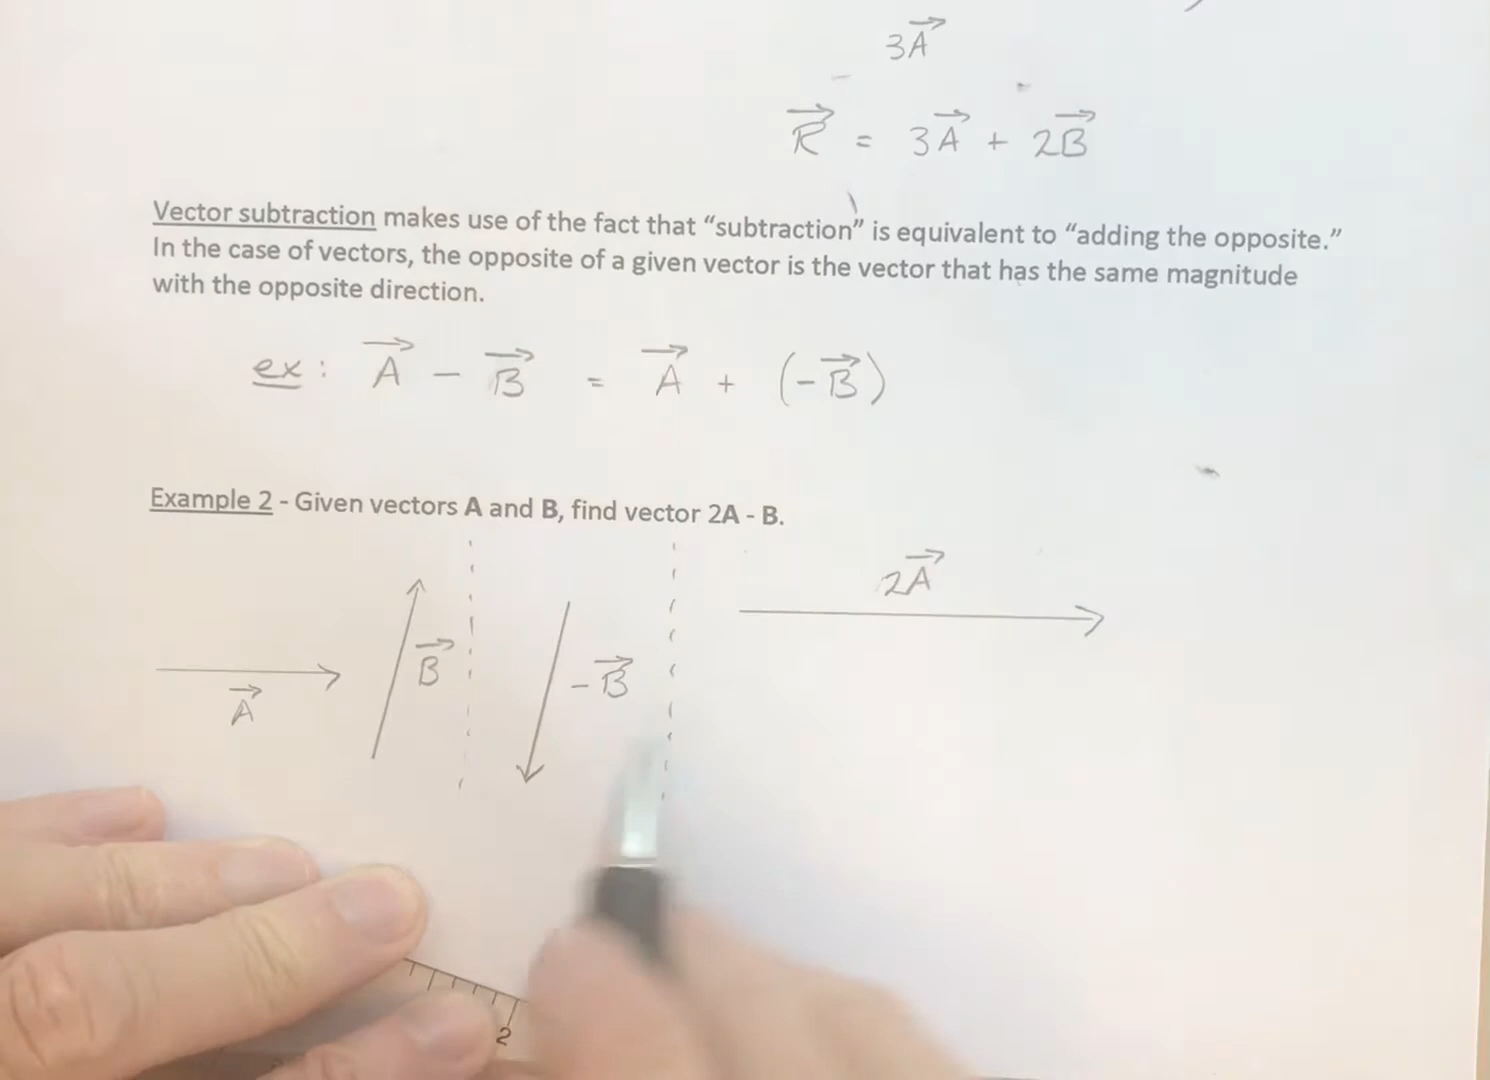 3A⃗
R⃗ = 3A⃗ + 2B⃗
Vector subtraction makes use of the fact that “subtraction” is equivalent to “adding the opposite.”
In the case of vectors, the opposite of a given vector is the vector that has the same magnitude
with the opposite direction.
ex: A⃗ - B⃗ = A⃗ + (-B⃗)
Example 2 - Given vectors A and B, find vector 2A - B.
2A⃗
B⃗
-B⃗
A⃗
2